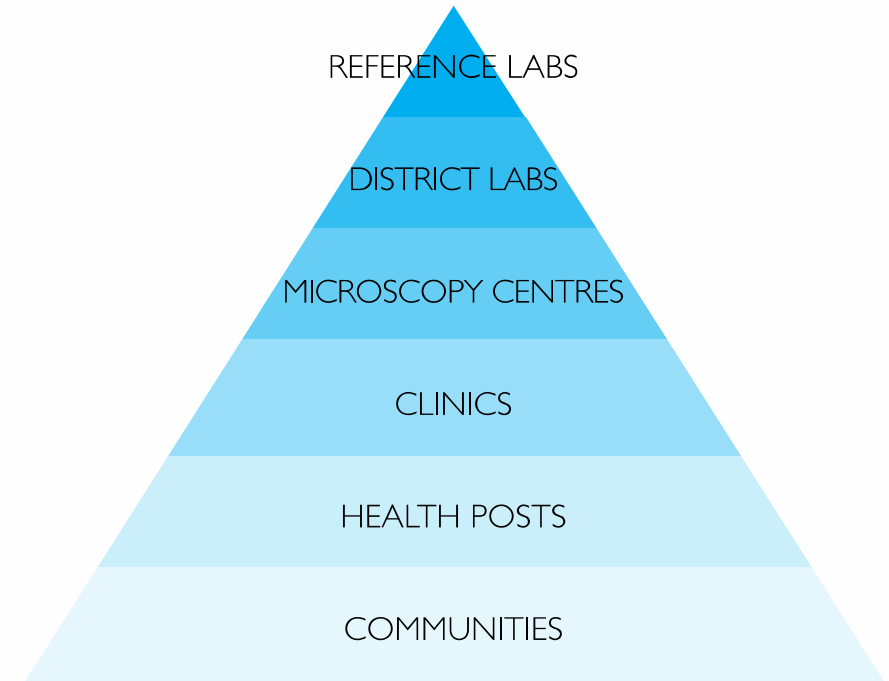 REFERENCE LABS
DISTRICT LABS
MICROSCOPY CENTRES
CLINICS
HEALTH POSTS
COMMUNITIES